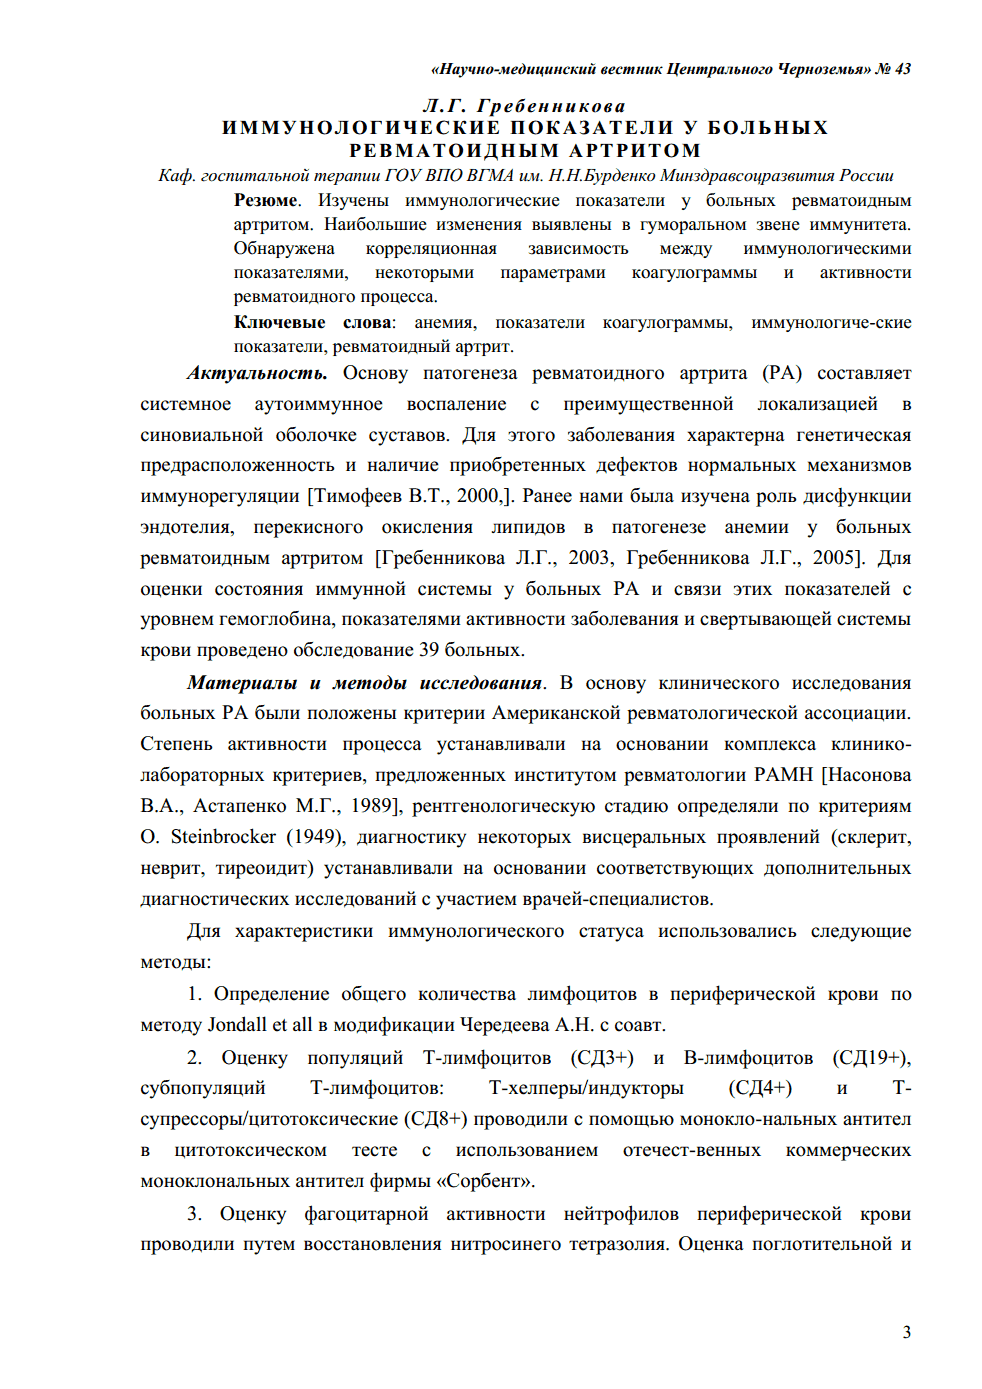 «Научно-медицинский вестник Центрального Черноземья» № 43
Л.Г. Гребенникова
ИММУНОЛОГИЧЕСКИЕ ПОКАЗАТЕЛИ У БОЛЬНЫХ
РЕВМАТОИДНЫМ АРТРИТОМ
Каф. госпитальной терапии ГОУ ВПО ВГМА им. Н.Н.Бурденко Минздравсоцразвития России
Резюме. Изучены иммунологические показатели у больных ревматоидным
артритом. Наибольшие изменения выявлены в гуморальном звене иммунитета.
Обнаружена корреляционная зависимость между иммунологическими
показателями, некоторыми параметрами коагулограммы и активности
ревматоидного процесса.
Ключевые слова: анемия, показатели коагулограммы, иммунологиче-ские
показатели, ревматоидный артрит.
Актуальность. Основу патогенеза ревматоидного артрита (РА) составляет
системное аутоиммунное воспаление с преимущественной локализацией в
синовиальной оболочке суставов. Для этого заболевания характерна генетическая
предрасположенность и наличие приобретенных дефектов нормальных механизмов
иммунорегуляции [Тимофеев В.Т., 2000,]. Ранее нами была изучена роль дисфункции
эндотелия, перекисного окисления липидов в патогенезе анемии у больных
ревматоидным артритом [Гребенникова Л.Г., 2003, Гребенникова Л.Г., 2005]. Для
оценки состояния иммунной системы у больных РА и связи этих показателей с
уровнем гемоглобина, показателями активности заболевания и свертывающей системы
крови проведено обследование 39 больных.
Материалы и методы исследования. В основу клинического исследования
больных РА были положены критерии Американской ревматологической ассоциации.
Степень активности процесса устанавливали на основании комплекса клинико-
лабораторных критериев, предложенных институтом ревматологии РАМН [Насонова
В.А., Астапенко М.Г., 1989], рентгенологическую стадию определяли по критериям
O. Steinbrocker (1949), диагностику некоторых висцеральных проявлений (склерит,
неврит, тиреоидит) устанавливали на основании соответствующих дополнительных
диагностических исследований с участием врачей-специалистов.
Для характеристики иммунологического статуса использовались следующие
методы:
1. Определение общего количества лимфоцитов в периферической крови по
методу Jondall et all в модификации Чередеева А.Н. с соавт.
2. Оценку популяций Т-лимфоцитов (СД3+) и В-лимфоцитов (СД19+),
субпопуляций Т-лимфоцитов: Т-хелперы/индукторы (СД4+) и Т-
супрессоры/цитотоксические (СД8+) проводили с помощью монокло-нальных антител
в цитотоксическом тесте с использованием отечест-венных коммерческих
моноклональных антител фирмы «Сорбент».
3. Оценку фагоцитарной активности нейтрофилов периферической крови
проводили путем восстановления нитросинего тетразолия. Оценка поглотительной и
3